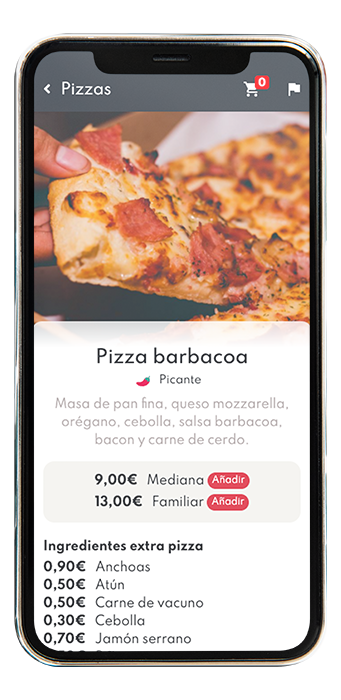 Pizzas
0
Pizza barbacoa
Picante
Masa de pan fina, queso mozzarella,
orégano, cebolla, salsa barbacoa,
bacon y carne de cerdo.
9,00€ Mediana Añadir
13,00€ Familiar Añadir
Ingredientes extra pizza
0,90€ Anchoas
0,50€ Atún
0,50€ Carne de vacuno
0,30€ Cebolla
0,70€ Jamón serrano